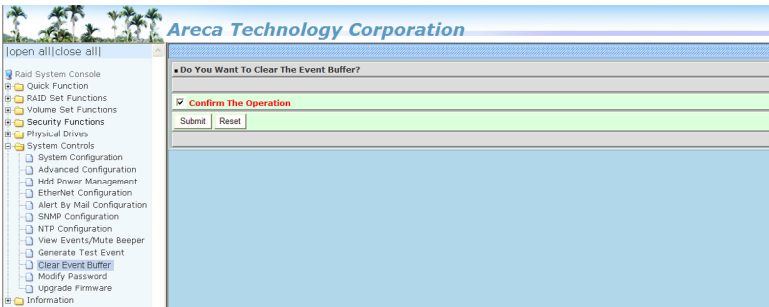 Areca Technology Corporation
|open all|close all|
Raid System Console
Quick Function
RAID Set Functions
Volume Set Functions
Security Functions
Physical Drives
System Controls
System Configuration
Advanced Configuration
Hdd Power Management
EtherNet Configuration
Alert By Mail Configuration
SNMP Configuration
NTP Configuration
View Events/Mute Beeper
Generate Test Event
Clear Event Buffer
Modify Password
Upgrade Firmware
Information
Do You Want To Clear The Event Buffer?
Confirm The Operation
Submit Reset